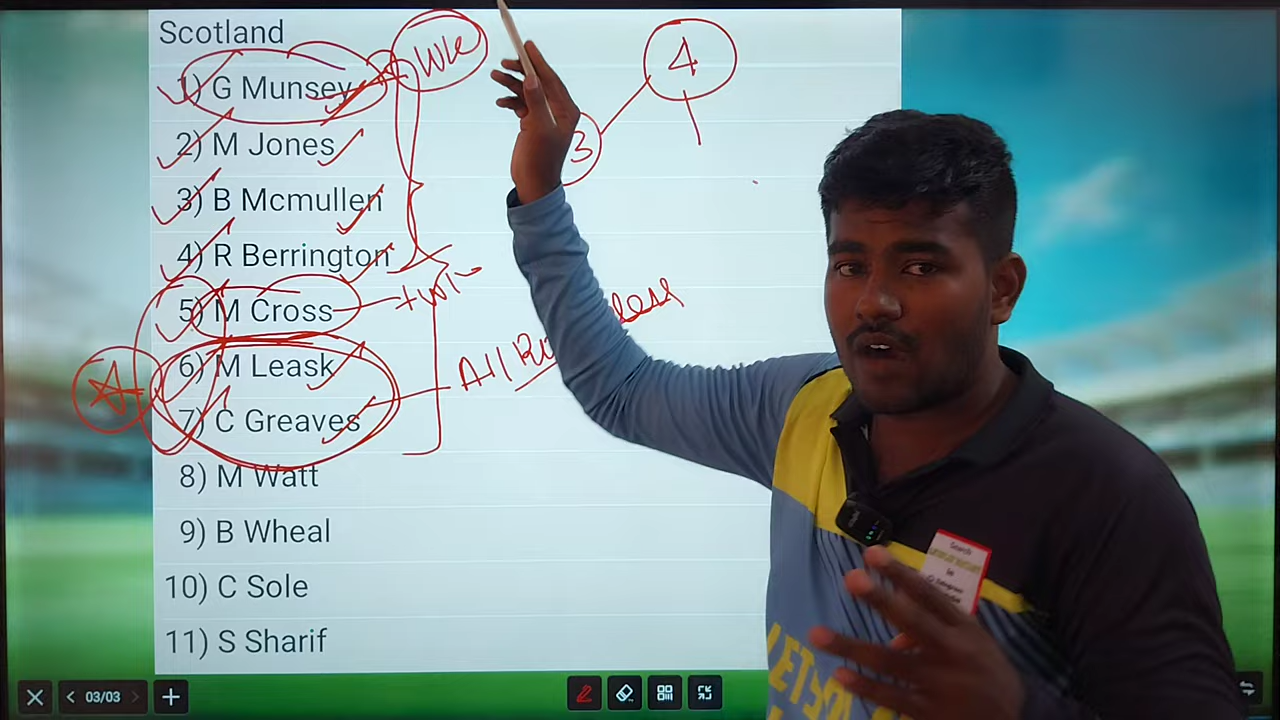 Scotland
1) G Munsey
WK
4
2) M Jones
3
3) B Mcmullen
4) R Berrington
5) M Cross
6) M Leask
7) C Greaves
8) M Watt
9) B Wheal
10) C Sole
11) S Sharif
03/03
Search